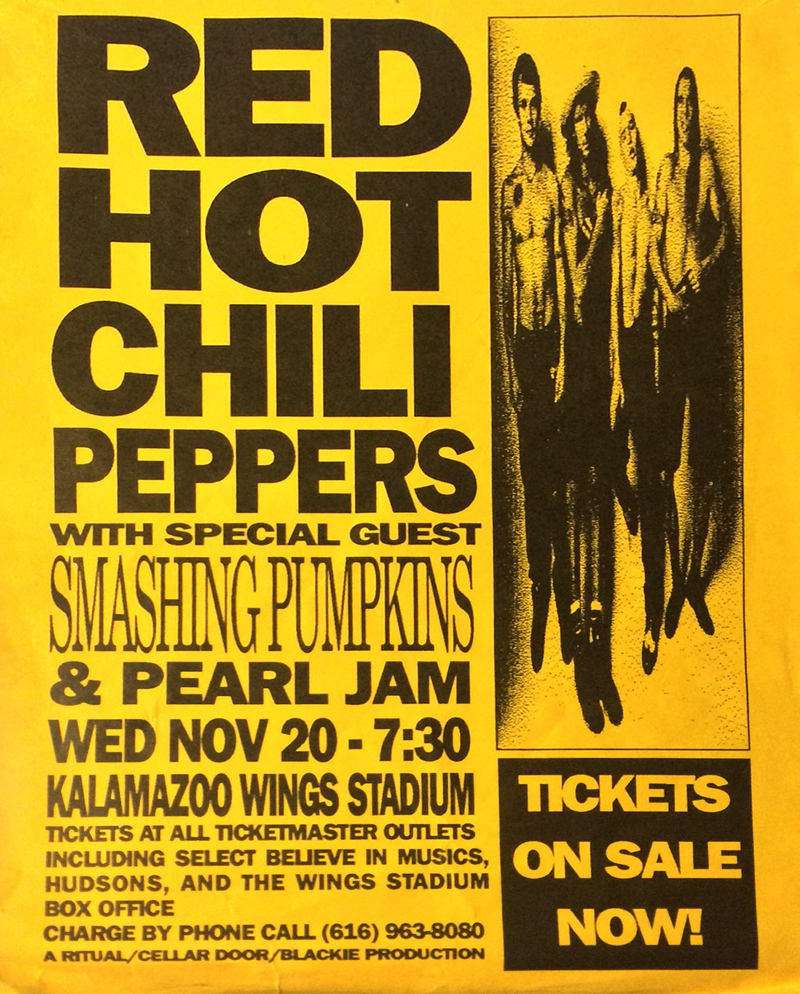 RED
HOT
CHILI
PEPPERS
WITH SPECIAL GUEST
SMASHING PUMPKINS
& PEARL JAM
WED NOV 20 - 7:30
KALAMAZOO WINGS STADIUM
TICKETS AT ALL TICKETMASTER OUTLETS
INCLUDING SELECT BELIEVE IN MUSICS,
HUDSONS, AND THE WINGS STADIUM
BOX OFFICE
CHARGE BY PHONE CALL (616) 963-8080
A RITUAL/CELLAR DOOR/BLACKIE PRODUCTION
TICKETS
ON SALE
NOW!